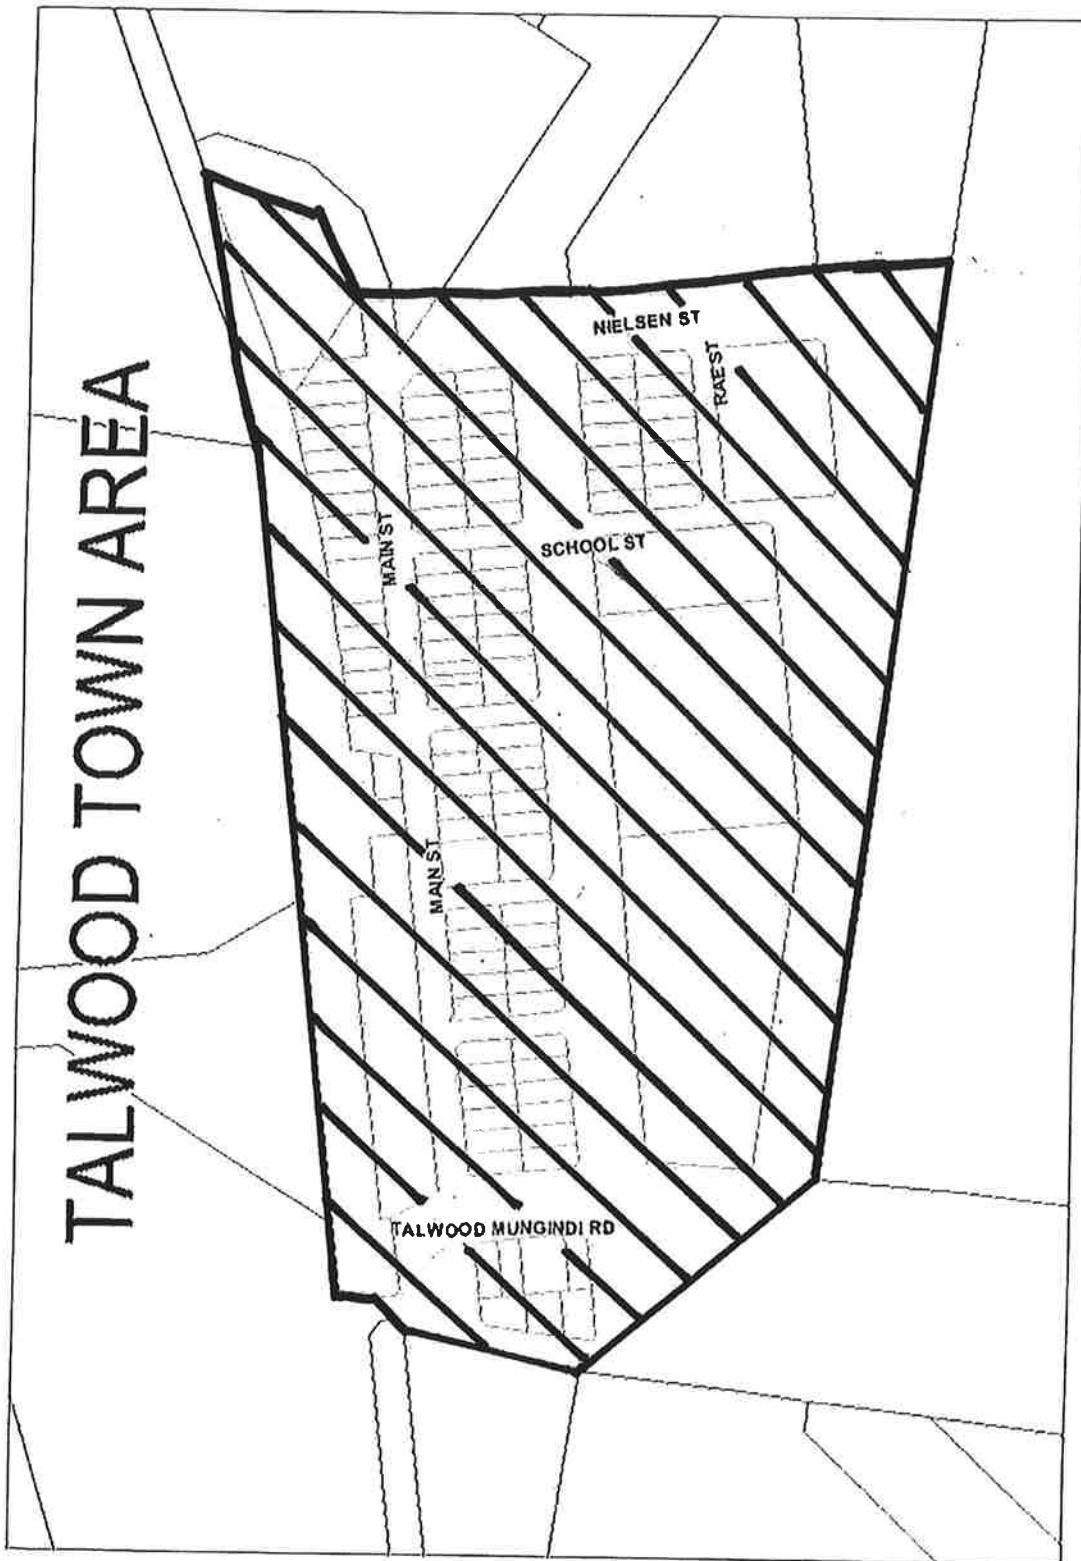 TALWOOD TOWN AREA
NIELSEN ST
RAE ST
MAIN ST
SCHOOL ST
MAIN ST
TALWOOD MUNGINDI RD